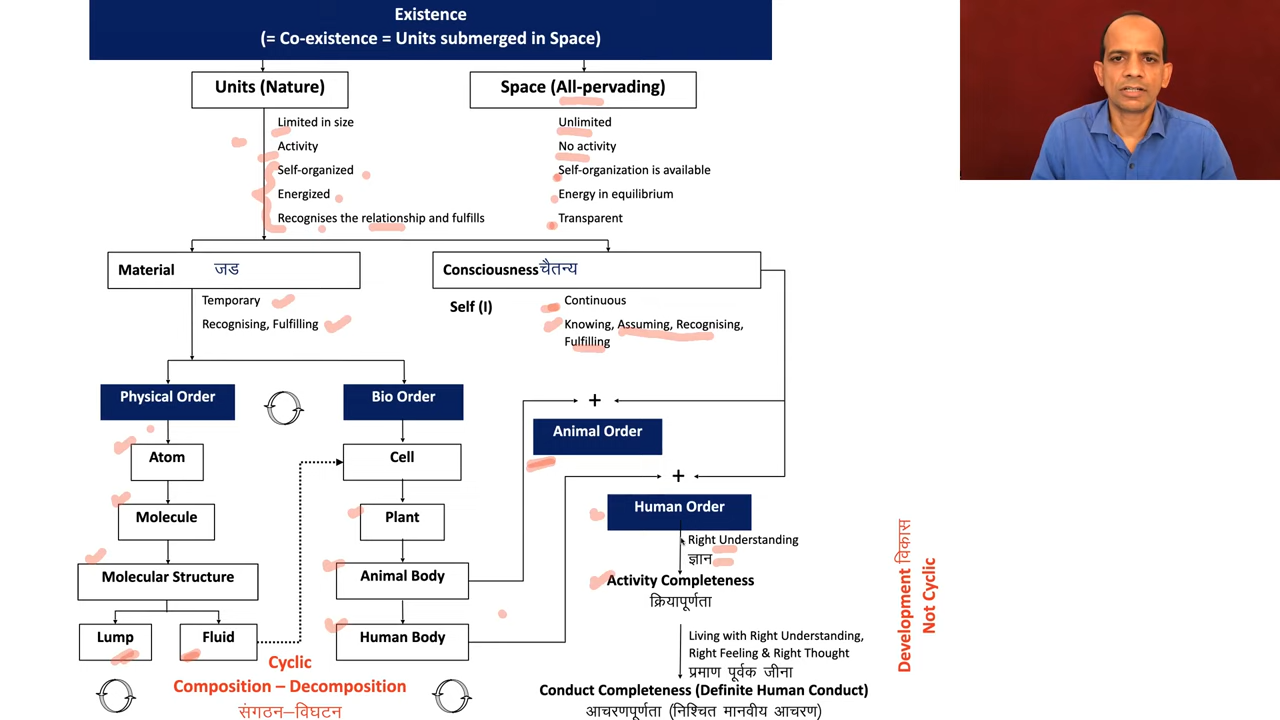 Existence
(= Co-existence = Units submerged in Space)
Units (Nature)
Space (All-pervading)
Limited in size
Activity
Self-organized
Energized
Recognises the relationship and fulfills
Unlimited
No activity
Self-organization is available
Energy in equilibrium
Transparent
Material जड
Consciousness चैतन्य
Temporary
Recognising, Fulfilling
Self (I)
Continuous
Knowing, Assuming, Recognising,
Fulfilling
Physical Order
Bio Order
+
Animal Order
Atom
Cell
+
Human Order
Molecule
Plant
Right Understanding
ज्ञान
Molecular Structure
Animal Body
Activity Completeness
क्रियापूर्णता
Lump
Fluid
Human Body
Living with Right Understanding,
Right Feeling & Right Thought
प्रमाण पूर्वक जीना
Cyclic
Composition – Decomposition
संगठन–विघटन
Conduct Completeness (Definite Human Conduct)
आचरणपूर्णता (निश्चित मानवीय आचरण)
Development विकास
Not Cyclic